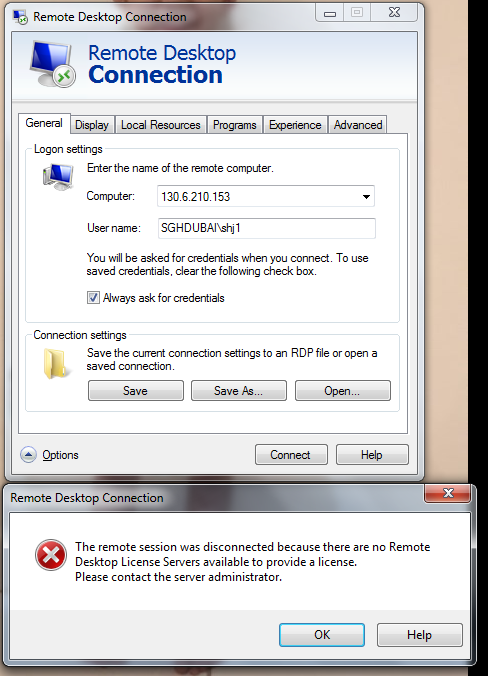 Remote Desktop Connection
Remote Desktop
Connection
General Display Local Resources Programs Experience Advanced
Logon settings
Enter the name of the remote computer.
Computer: 130.6.210.153
User name: SGHDUBAI\shj1
You will be asked for credentials when you connect. To use
saved credentials, clear the following check box.
Always ask for credentials
Connection settings
Save the current connection settings to an RDP file or open a
saved connection.
Save Save As... Open...
Options Connect Help
Remote Desktop Connection
The remote session was disconnected because there are no Remote
Desktop License Servers available to provide a license.
Please contact the server administrator.
OK Help